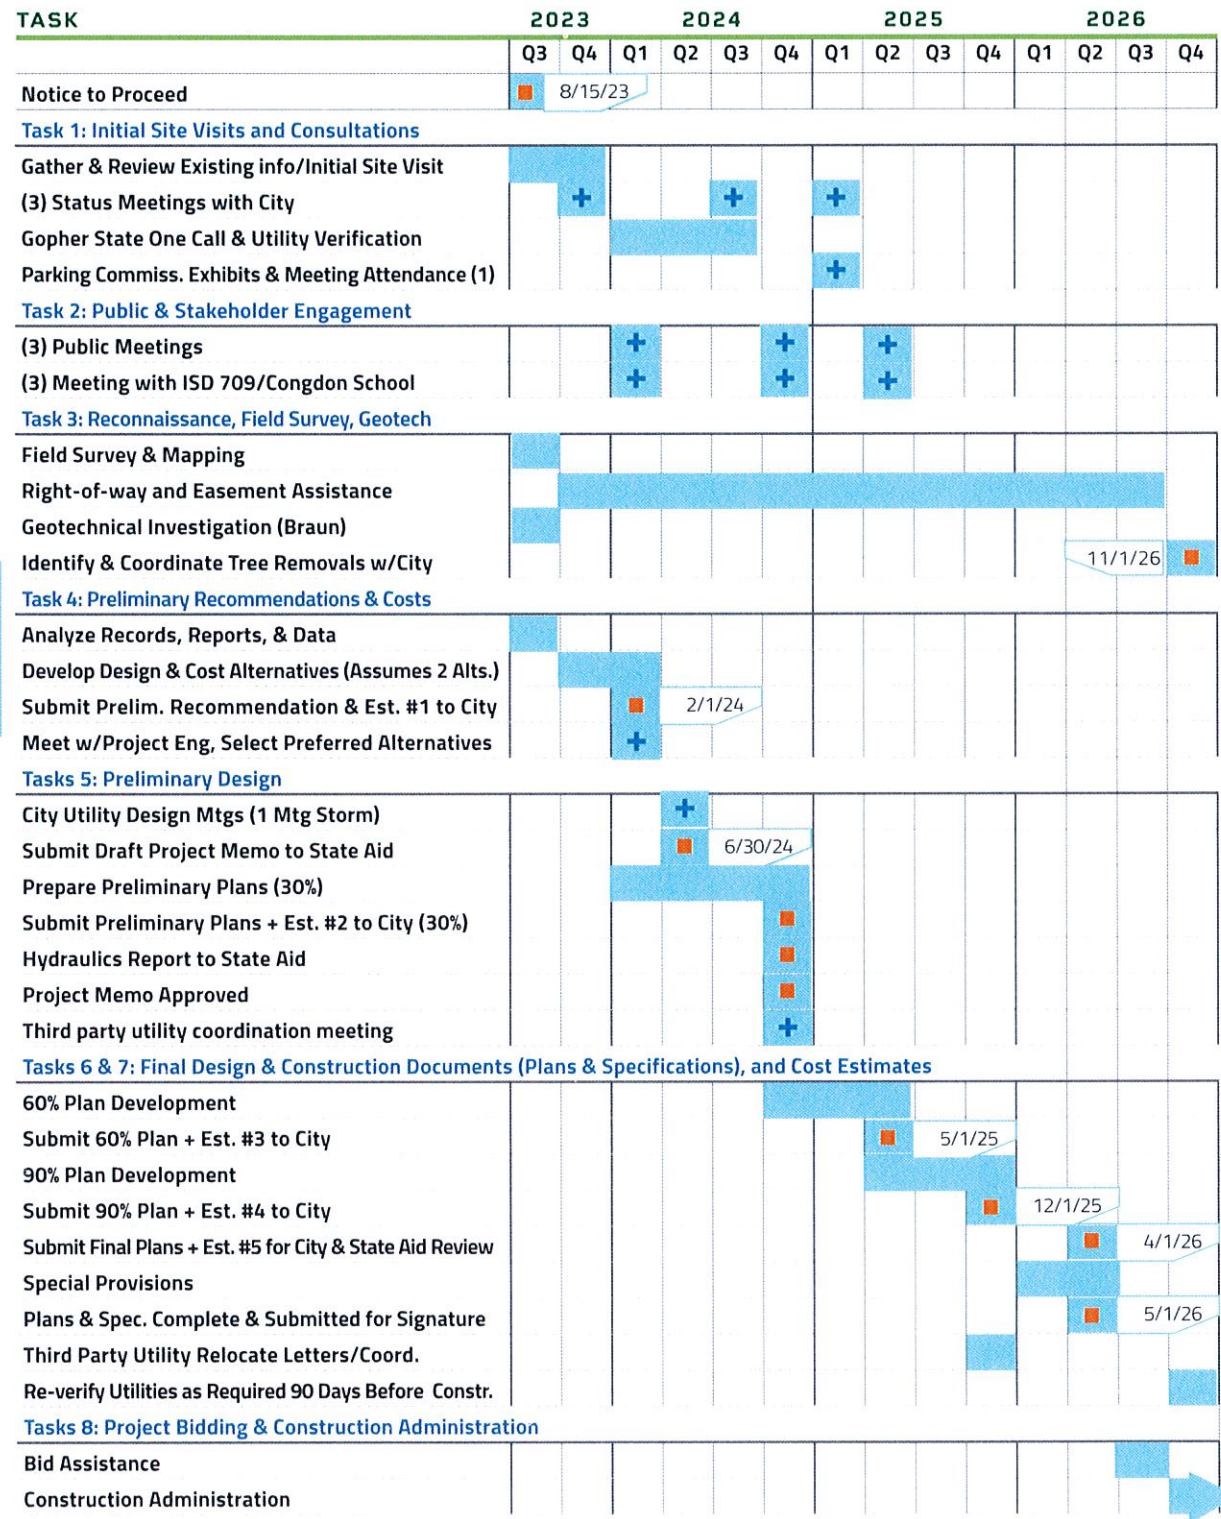 TASK 2023 2024 2025 2026
Q3 Q4 Q1 Q2 Q3 Q4 Q1 Q2 Q3 Q4 Q1 Q2 Q3 Q4
Notice to Proceed 8/15/23
Task 1: Initial Site Visits and Consultations
Gather & Review Existing info/Initial Site Visit
(3) Status Meetings with City
Gopher State One Call & Utility Verification
Parking Commiss. Exhibits & Meeting Attendance (1)
Task 2: Public & Stakeholder Engagement
(3) Public Meetings
(3) Meeting with ISD 709/Congdon School
Task 3: Reconnaissance, Field Survey, Geotech
Field Survey & Mapping
Right-of-way and Easement Assistance
Geotechnical Investigation (Braun)
Identify & Coordinate Tree Removals w/City 11/1/26
Task 4: Preliminary Recommendations & Costs
Analyze Records, Reports, & Data
Develop Design & Cost Alternatives (Assumes 2 Alts.)
Submit Prelim. Recommendation & Est. #1 to City 2/1/24
Meet w/Project Eng, Select Preferred Alternatives
Tasks 5: Preliminary Design
City Utility Design Mtgs (1 Mtg Storm)
Submit Draft Project Memo to State Aid 6/30/24
Prepare Preliminary Plans (30%)
Submit Preliminary Plans + Est. #2 to City (30%)
Hydraulics Report to State Aid
Project Memo Approved
Third party utility coordination meeting
Tasks 6 & 7: Final Design & Construction Documents (Plans & Specifications), and Cost Estimates
60% Plan Development
Submit 60% Plan + Est. #3 to City 5/1/25
90% Plan Development
Submit 90% Plan + Est. #4 to City 12/1/25
Submit Final Plans + Est. #5 for City & State Aid Review 4/1/26
Special Provisions
Plans & Spec. Complete & Submitted for Signature 5/1/26
Third Party Utility Relocate Letters/Coord.
Re-verify Utilities as Required 90 Days Before Constr.
Tasks 8: Project Bidding & Construction Administration
Bid Assistance
Construction Administration